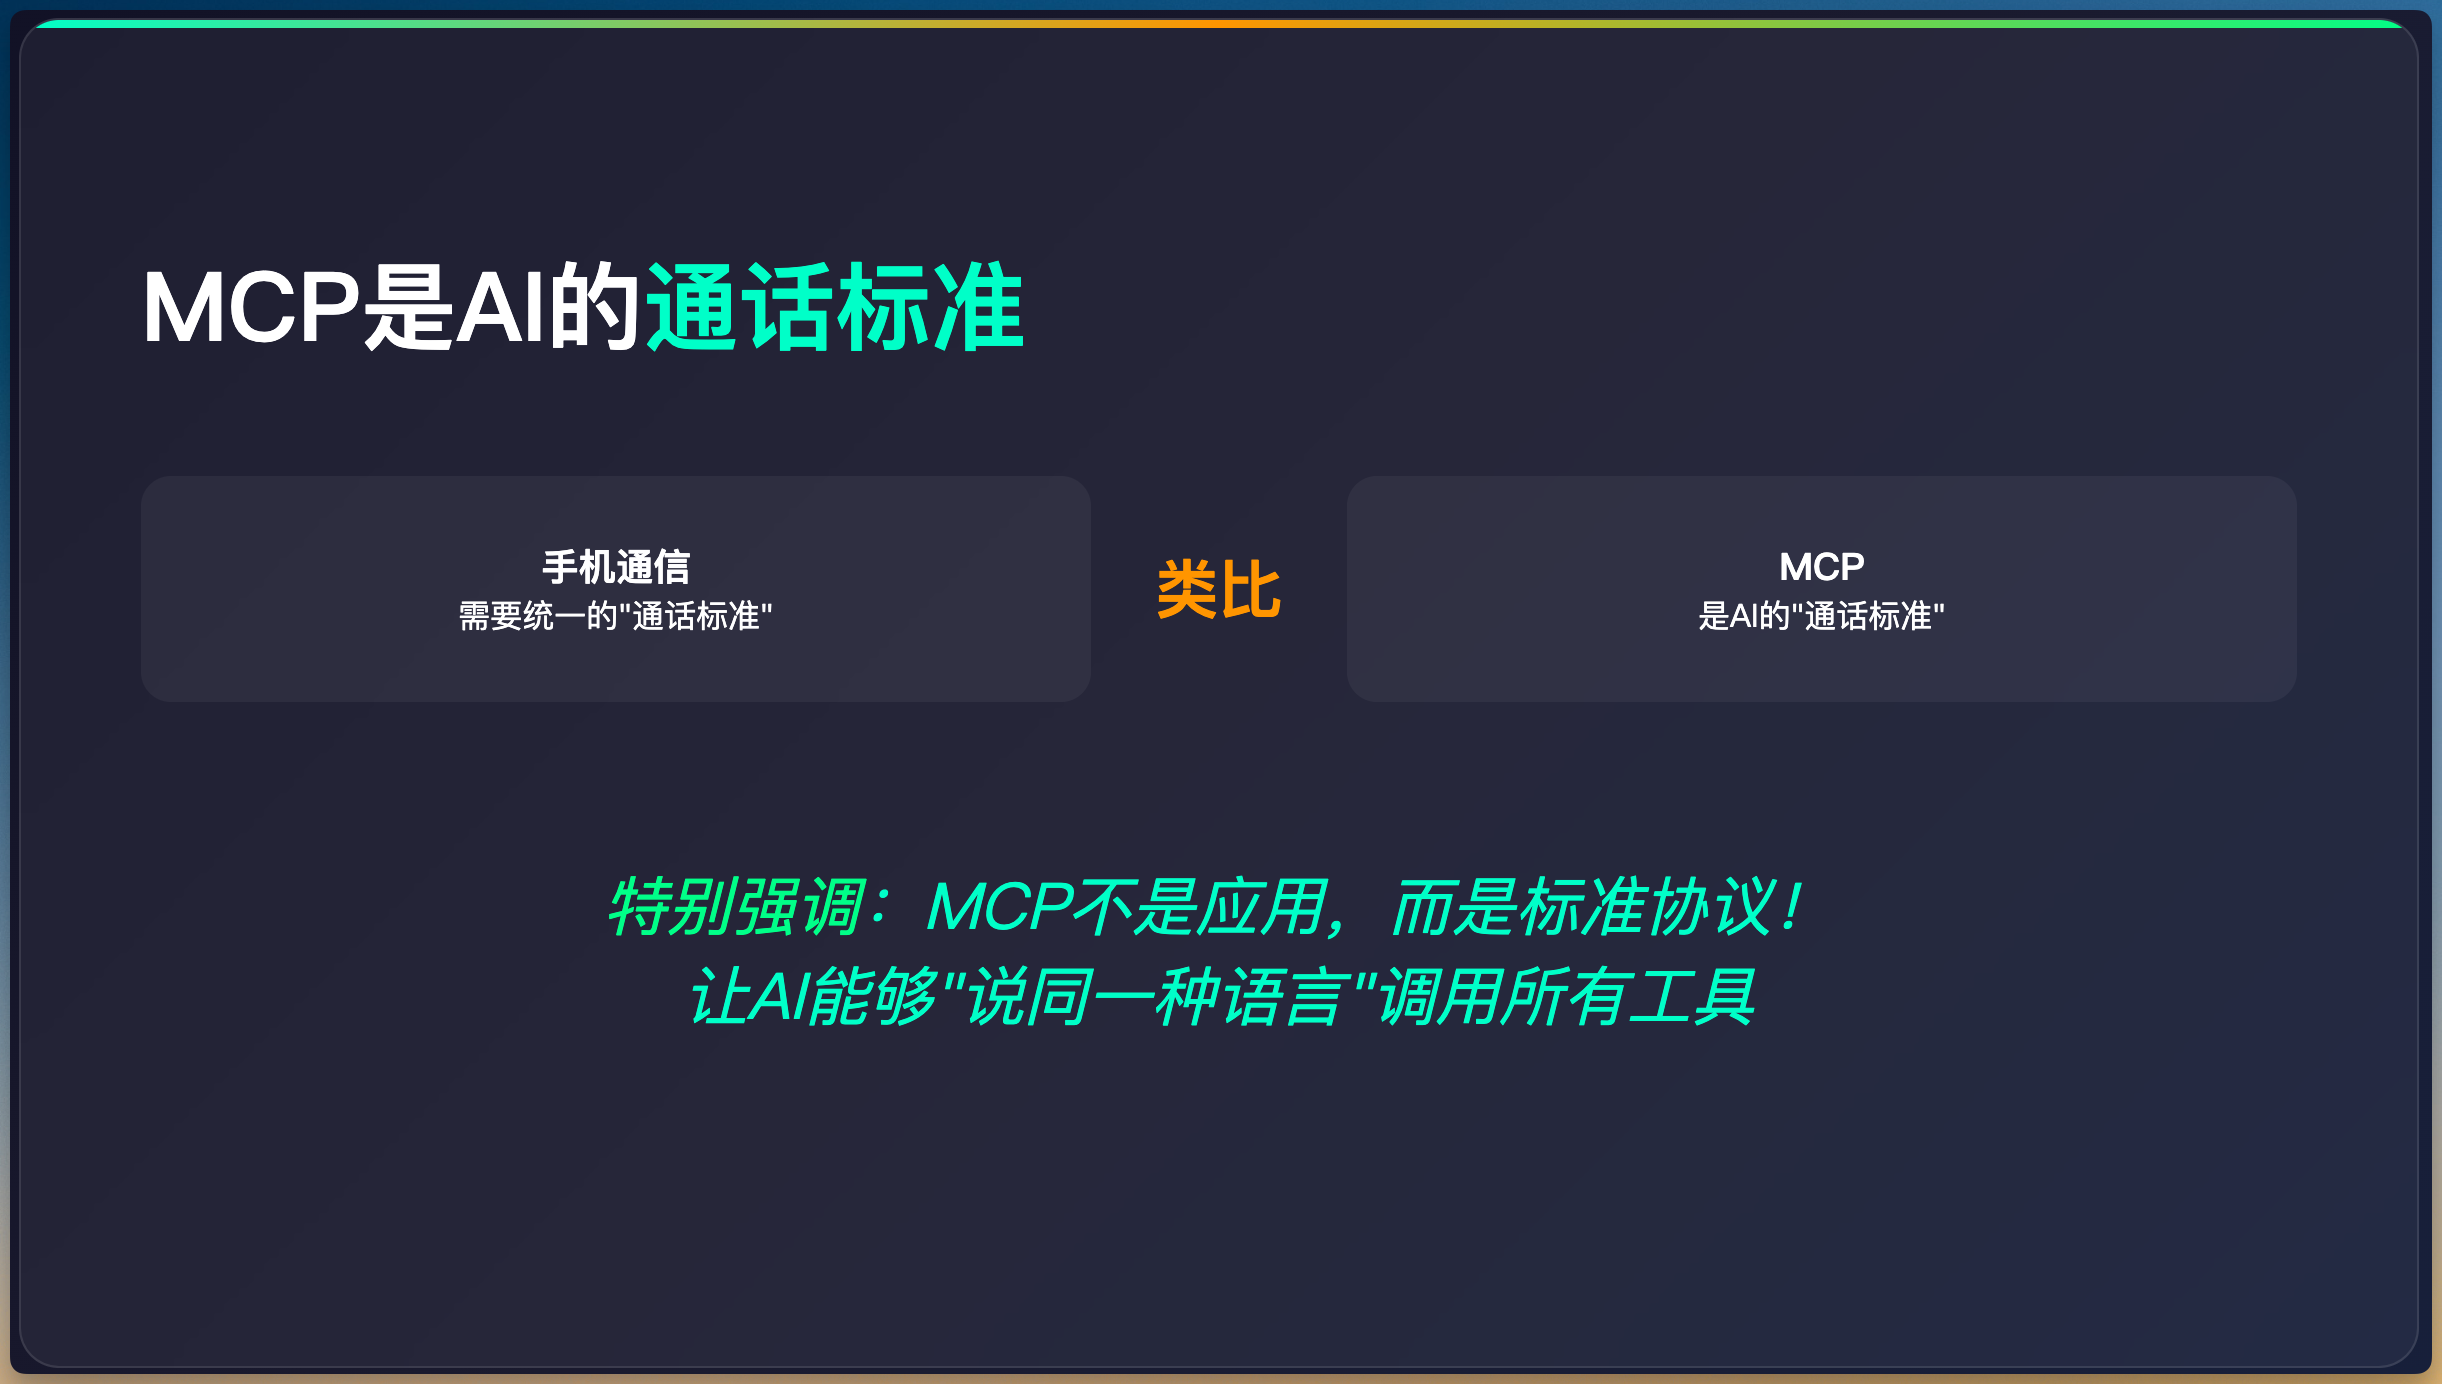 MCP是AI的通话标准
手机通信
需要统一的"通话标准"
类比
MCP
是AI的"通话标准"
特别强调：MCP不是应用，而是标准协议！
让AI能够"说同一种语言"调用所有工具